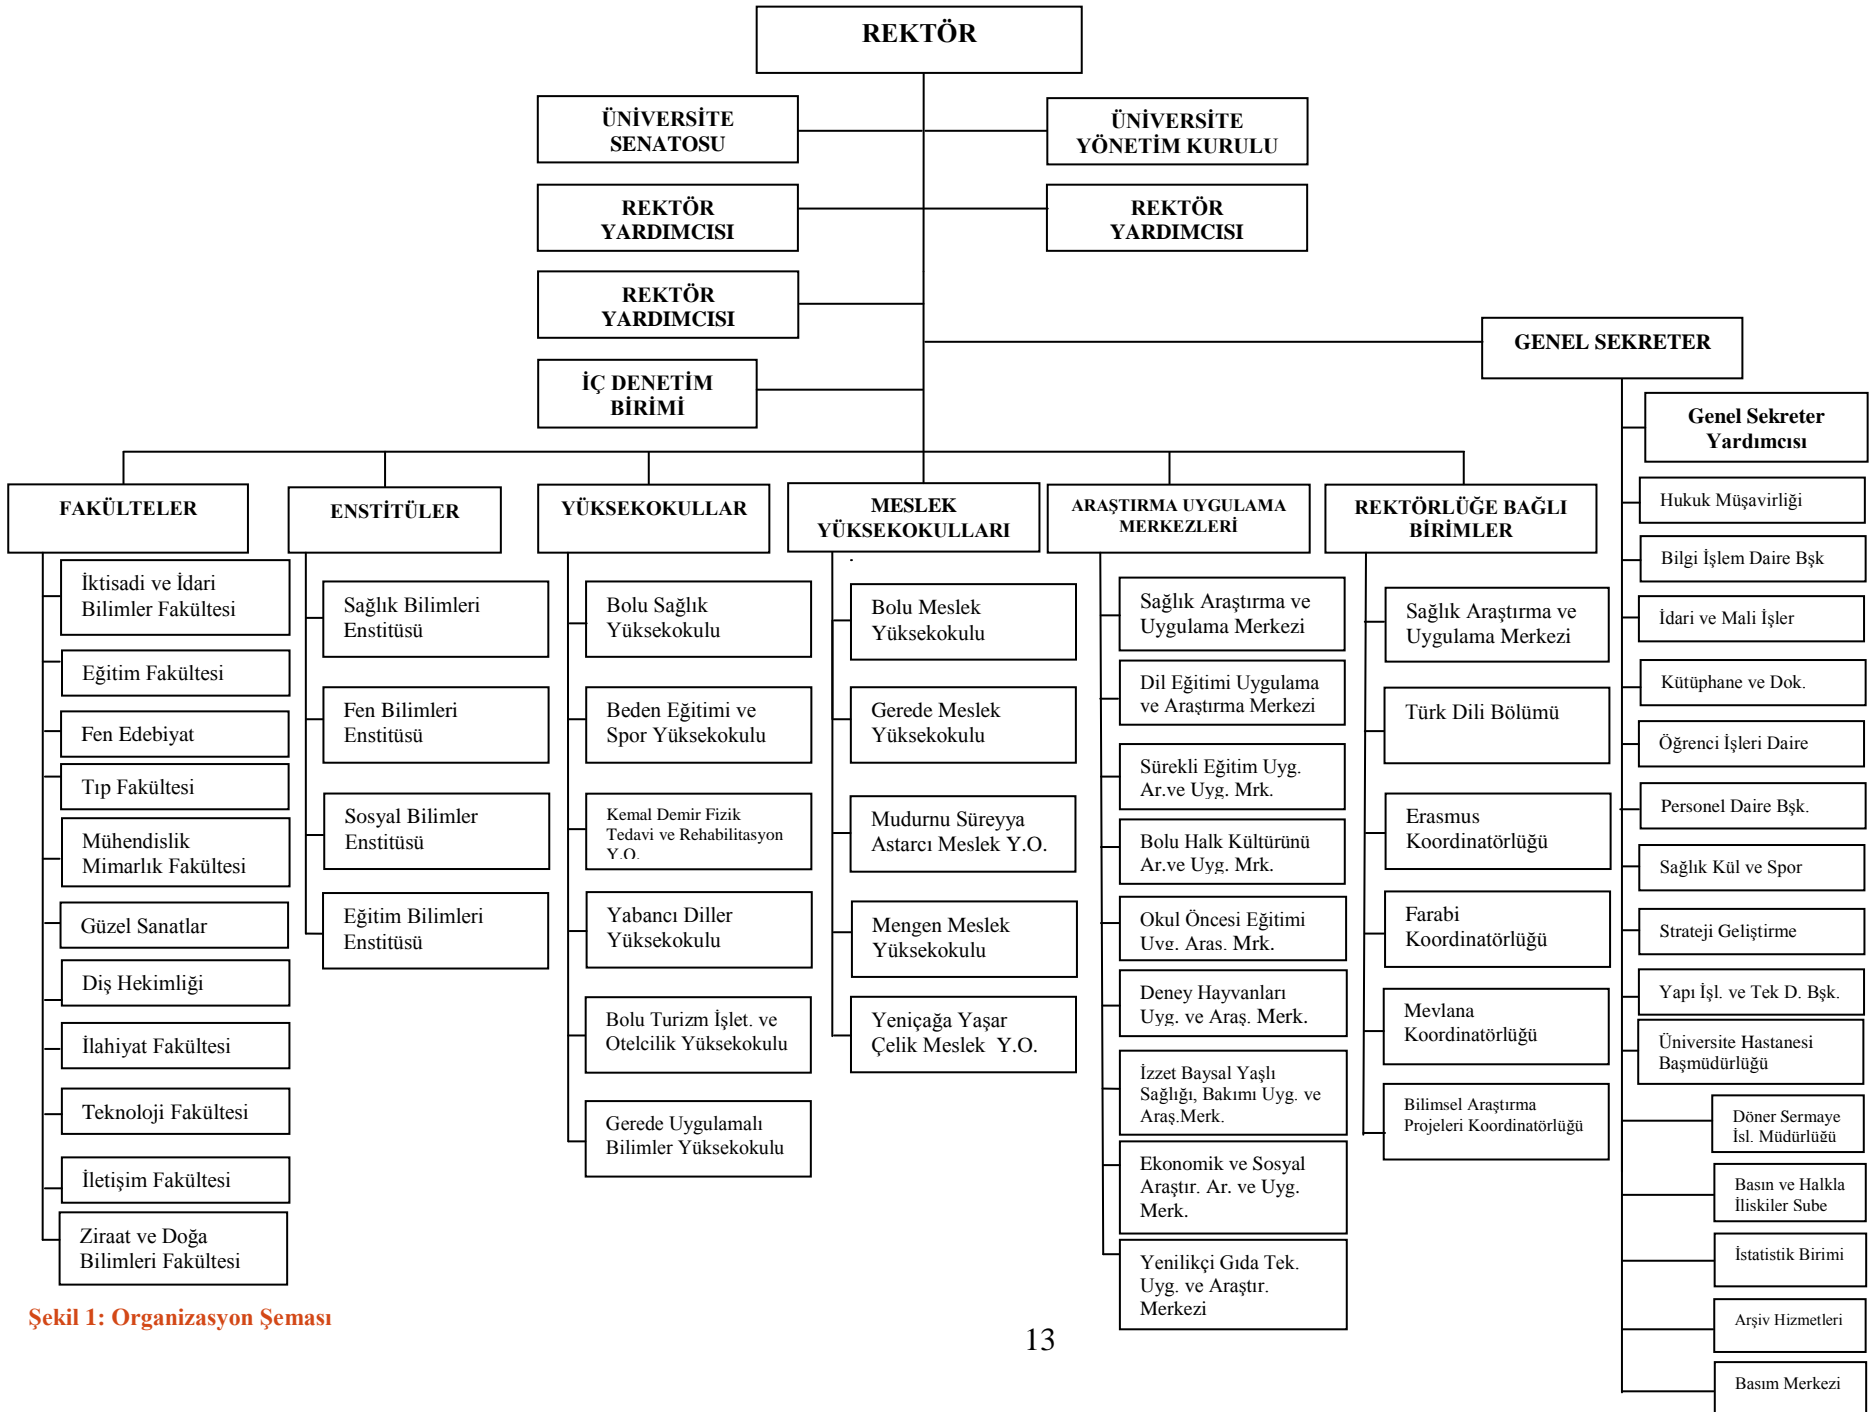 REKTÖR
ÜNİVERSİTE
SENATOSU
ÜNİVERSİTE
YÖNETİM KURULU
REKTÖR
YARDIMCISI
REKTÖR
YARDIMCISI
REKTÖR
YARDIMCISI
GENEL SEKRETER
İÇ DENETİM
BİRİMİ
FAKÜLTELER
İktisadi ve İdari
Bilimler Fakültesi
Eğitim Fakültesi
Fen Edebiyat
Tıp Fakültesi
Mühendislik
Mimarlık Fakültesi
Güzel Sanatlar
Diş Hekimliği
İlahiyat Fakültesi
Teknoloji Fakültesi
İletişim Fakültesi
Ziraat ve Doğa
Bilimleri Fakültesi
ENSTİTÜLER
Sağlık Bilimleri
Enstitüsü
Fen Bilimleri
Enstitüsü
Sosyal Bilimler
Enstitüsü
Eğitim Bilimleri
Enstitüsü
YÜKSEKOKULLAR
Bolu Sağlık
Yüksekokulu
Beden Eğitimi ve
Spor Yüksekokulu
Kemal Demir Fizik
Tedavi ve Rehabilitasyon
Y.O.
Yabancı Diller
Yüksekokulu
Bolu Turizm İşlet. ve
Otelcilik Yüksekokulu
Gerede Uygulamalı
Bilimler Yüksekokulu
MESLEK
YÜKSEKOKULLARI
.
Bolu Meslek
Yüksekokulu
Gerede Meslek
Yüksekokulu
Mudurnu Süreyya
Astarcı Meslek Y.O.
Mengen Meslek
Yüksekokulu
Yeniçağa Yaşar
Çelik Meslek Y.O.
ARAŞTIRMA UYGULAMA
MERKEZLERİ
Sağlık Araştırma ve
Uygulama Merkezi
Dil Eğitimi Uygulama
ve Araştırma Merkezi
Sürekli Eğitim Uyg.
Ar.ve Uyg. Mrk.
Bolu Halk Kültürünü
Ar.ve Uyg. Mrk.
Okul Öncesi Eğitimi
Uyg. Araş. Mrk.
Deney Hayvanları
Uyg. ve Araş. Merk.
İzzet Baysal Yaşlı
Sağlığı, Bakımı Uyg. ve
Araş.Merk.
Ekonomik ve Sosyal
Araştır. Ar. ve Uyg.
Merk.
Yenilikçi Gıda Tek.
Uyg. ve Araştır.
Merkezi
REKTÖRLÜĞE BAĞLI
BİRİMLER
Sağlık Araştırma ve
Uygulama Merkezi
Türk Dili Bölümü
Erasmus
Koordinatörlüğü
Farabi
Koordinatörlüğü
Mevlana
Koordinatörlüğü
Bilimsel Araştırma
Projeleri Koordinatörlüğü
Genel Sekreter
Yardımcısı
Hukuk Müşavirliği
Bilgi İşlem Daire Bşk
İdari ve Mali İşler
Kütüphane ve Dok.
Öğrenci İşleri Daire
Personel Daire Bşk.
Sağlık Kül ve Spor
Strateji Geliştirme
Yapı İşl. ve Tek D. Bşk.
Üniversite Hastanesi
Başmüdürlüğü
Döner Sermaye
İsl. Müdürlüğü
Basın ve Halkla
İliskiler Sube
İstatistik Birimi
Arşiv Hizmetleri
Basım Merkezi
Şekil 1: Organizasyon Şeması
13